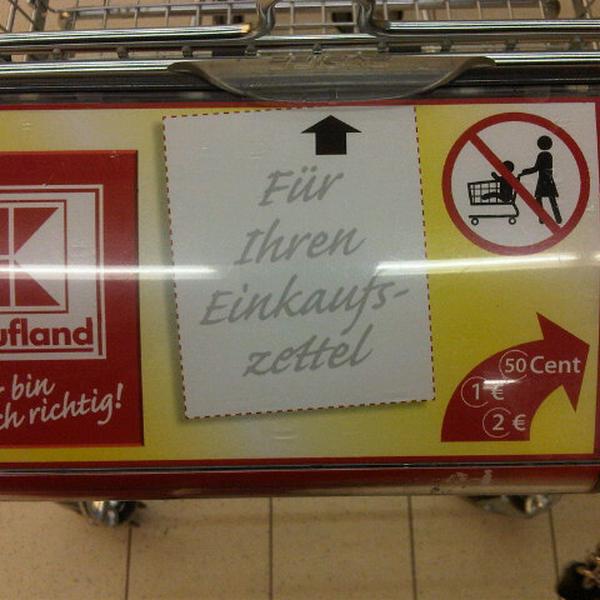 Für
Ihren
Einkaufs-
zettel
ufland
bin
richtig!
50 Cent
1 €
2 €